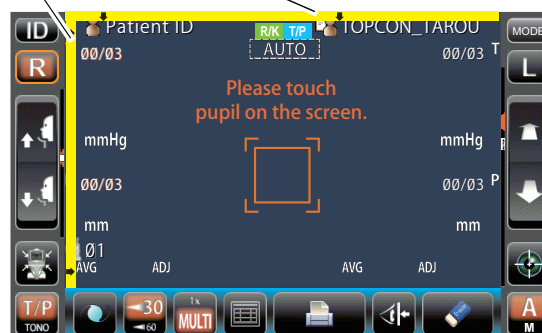 ID Patient ID R/K T/P TOPCON_TAROU MODE
AUTO
R 00/03 00/03 T L
Please touch
pupil on the screen.
mmHg mmHg
00/03 00/03 P
mm mm
01
AVG ADJ AVG ADJ
T/P TONO 30 60 1x MULTI A M